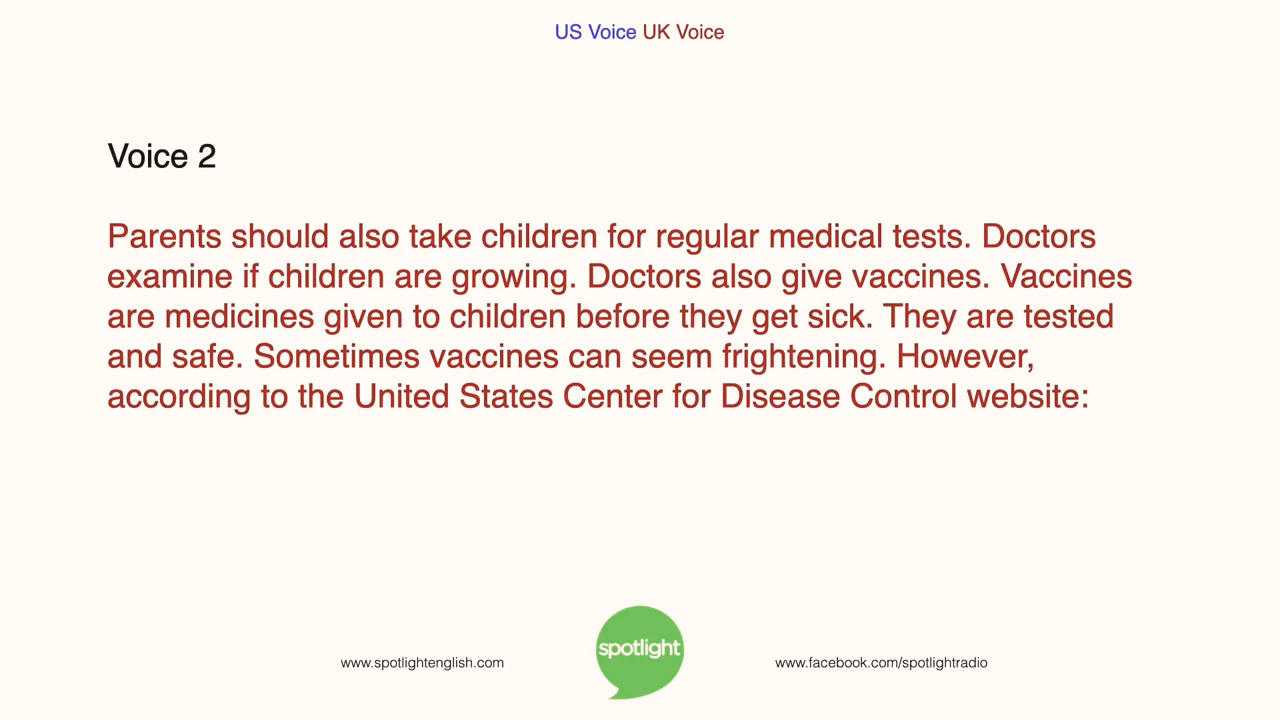 US Voice UK Voice
Voice 2
Parents should also take children for regular medical tests. Doctors
examine if children are growing. Doctors also give vaccines. Vaccines
are medicines given to children before they get sick. They are tested
and safe. Sometimes vaccines can seem frightening. However,
according to the United States Center for Disease Control website:
www.spotlightenglish.com
spotlight
www.facebook.com/spotlightradio